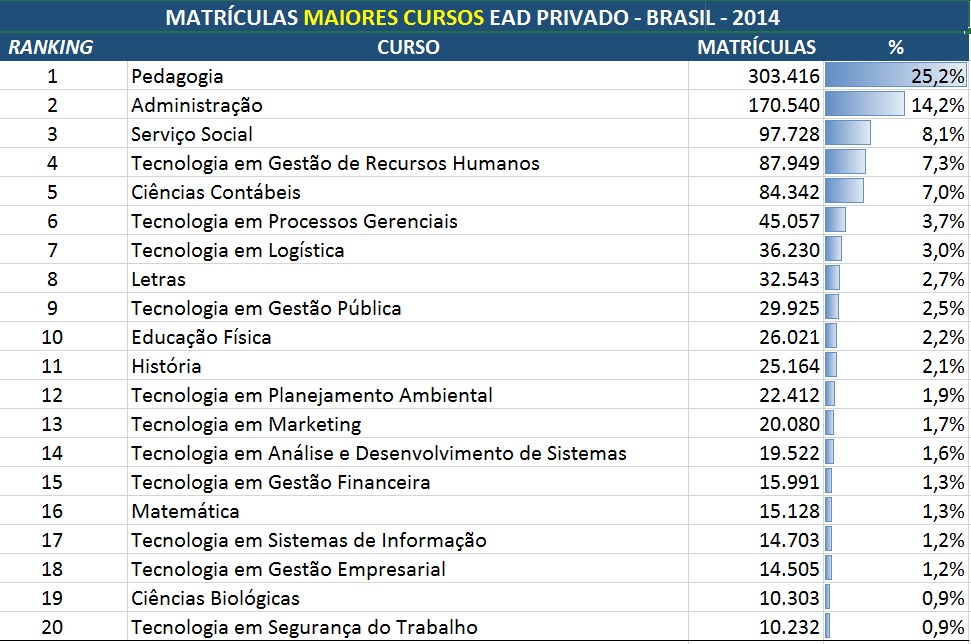 MATRÍCULAS MAIORES CURSOS EAD PRIVADO - BRASIL - 2014
RANKING CURSO MATRÍCULAS %
1 Pedagogia 303.416 25,2%
2 Administração 170.540 14,2%
3 Serviço Social 97.728 8,1%
4 Tecnologia em Gestão de Recursos Humanos 87.949 7,3%
5 Ciências Contábeis 84.342 7,0%
6 Tecnologia em Processos Gerenciais 45.057 3,7%
7 Tecnologia em Logística 36.230 3,0%
8 Letras 32.543 2,7%
9 Tecnologia em Gestão Pública 29.925 2,5%
10 Educação Física 26.021 2,2%
11 História 25.164 2,1%
12 Tecnologia em Planejamento Ambiental 22.412 1,9%
13 Tecnologia em Marketing 20.080 1,7%
14 Tecnologia em Análise e Desenvolvimento de Sistemas 19.522 1,6%
15 Tecnologia em Gestão Financeira 15.991 1,3%
16 Matemática 15.128 1,3%
17 Tecnologia em Sistemas de Informação 14.703 1,2%
18 Tecnologia em Gestão Empresarial 14.505 1,2%
19 Ciências Biológicas 10.303 0,9%
20 Tecnologia em Segurança do Trabalho 10.232 0,9%